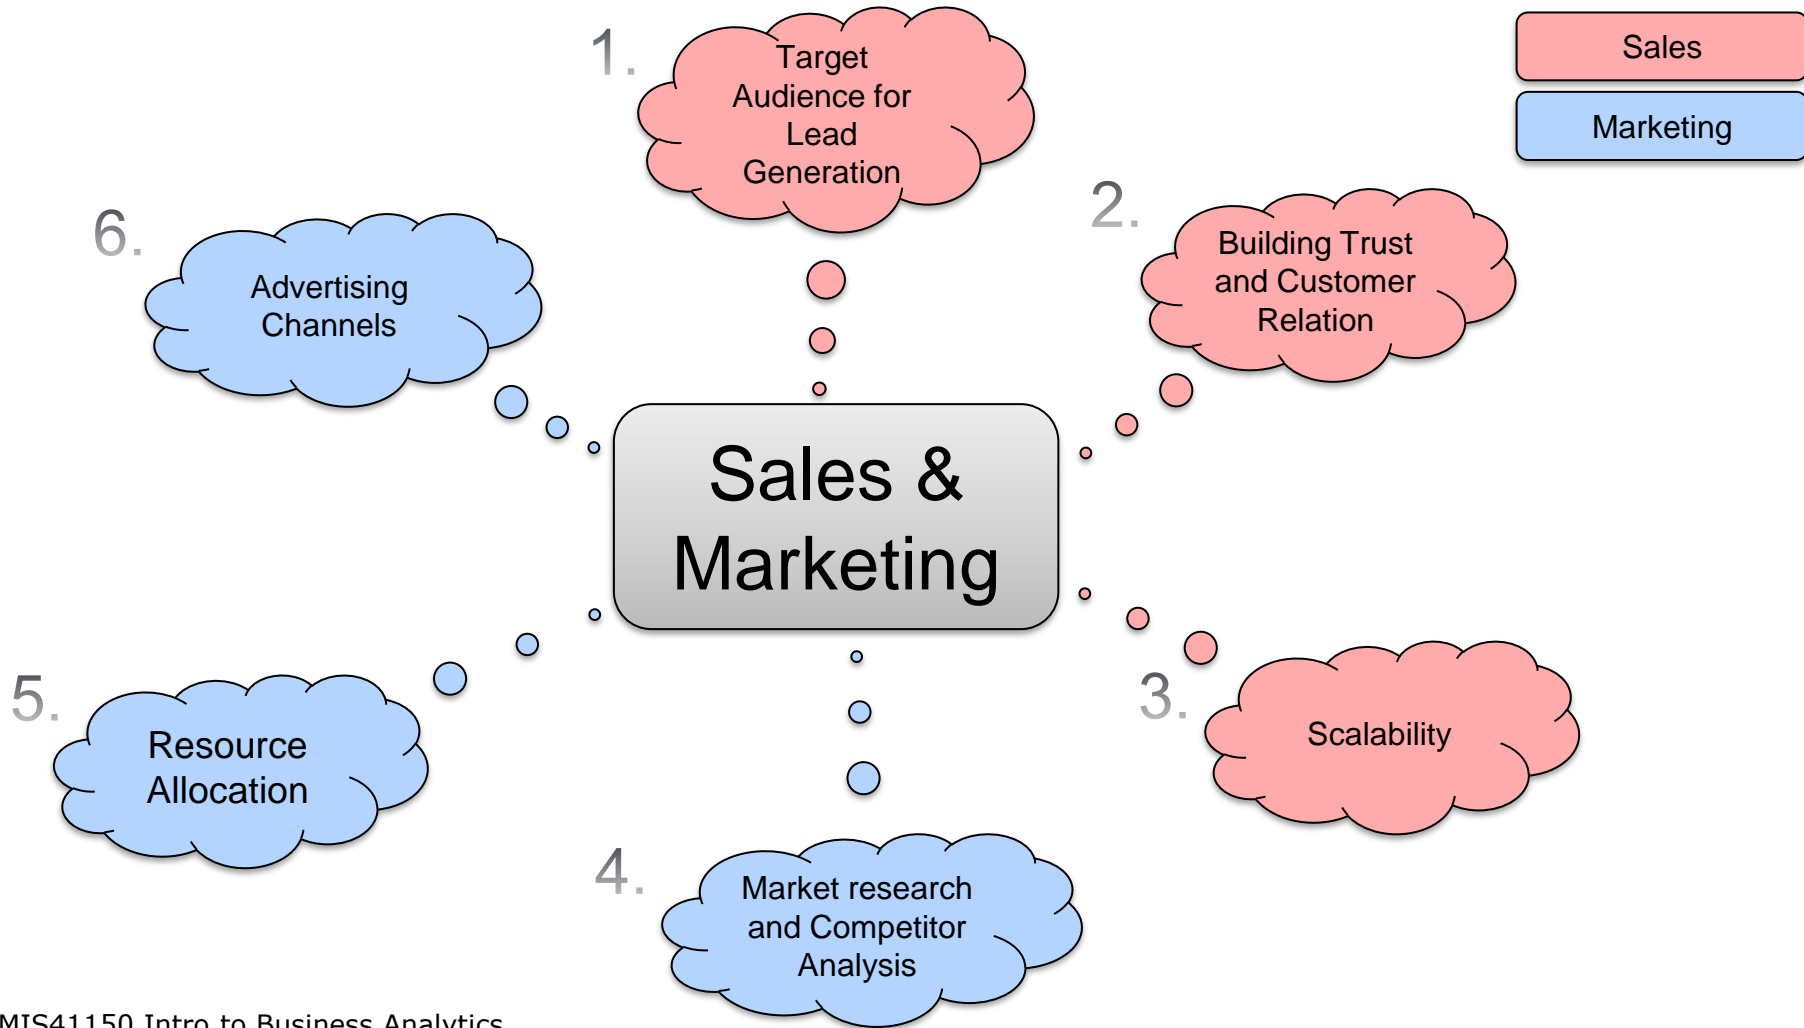 1.
Target
Audience for
Lead
Generation
Sales
Marketing
2.
Building Trust
and Customer
Relation
6.
Advertising
Channels
Sales &
Marketing
3.
Scalability
5.
Resource
Allocation
4.
Market research
and Competitor
Analysis
MIS41150 Intro to Business Analytics